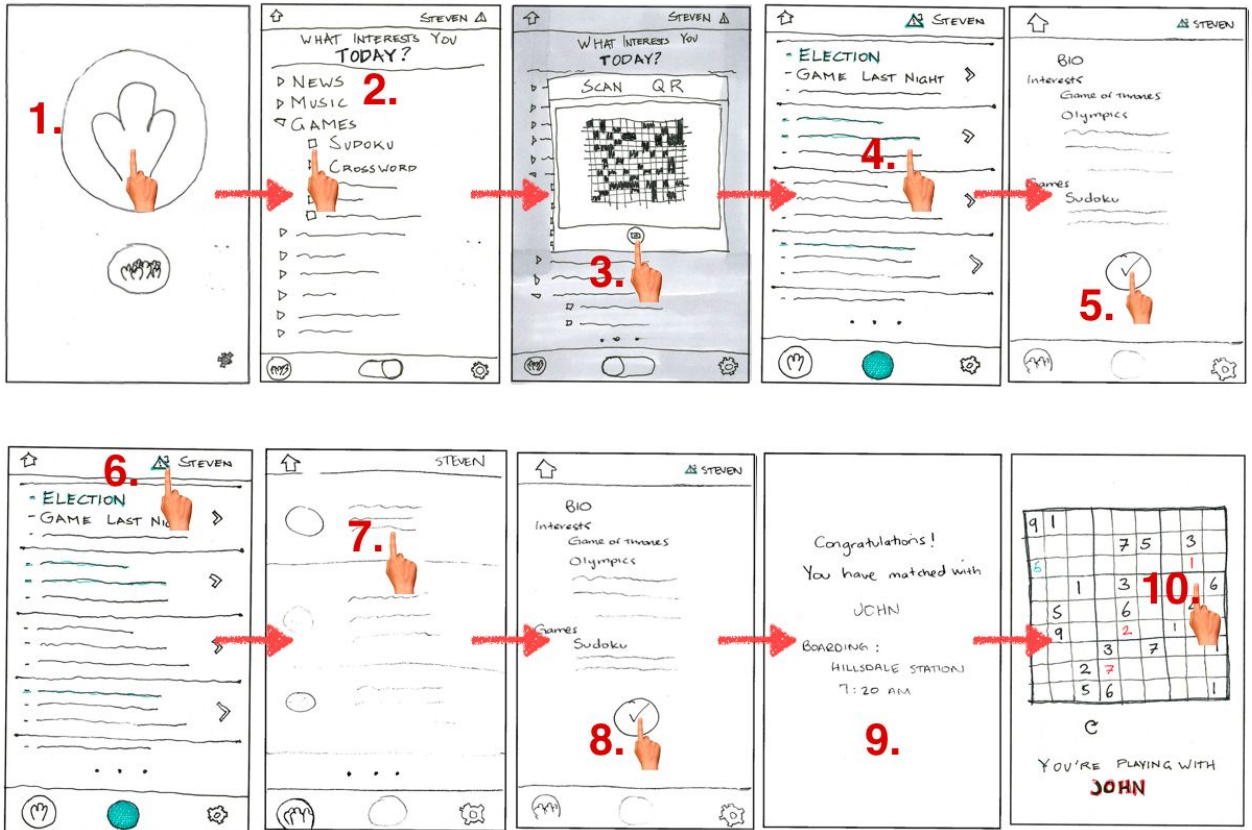 1.
STEVEN
WHAT INTERESTS YOU
TODAY?
NEWS
2.
MUSIC
GAMES
SUDOKU
CROSSWORD
STEVEN
WHAT INTERESTS YOU
TODAY?
SCAN QR
3.
STEVEN
- ELECTION
- GAME LAST NIGHT
4.
STEVEN
BIO
Interests
Game of Thrones
Olympics
Games
Sudoku
5.
6.
STEVEN
- ELECTION
- GAME LAST
STEVEN
7.
STEVEN
BIO
Interests
Game of Thrones
Olympics
Games
Sudoku
8.
Congratulations!
You have matched with
JOHN
BOARDING:
HILLSDALE STATION
7:20 AM
9.
9 1
7 5 3
6 1
1 3 6
10.
5 6
9 2 1
3 7 1
2 7
5 6 1
YOU'RE PLAYING WITH
JOHN